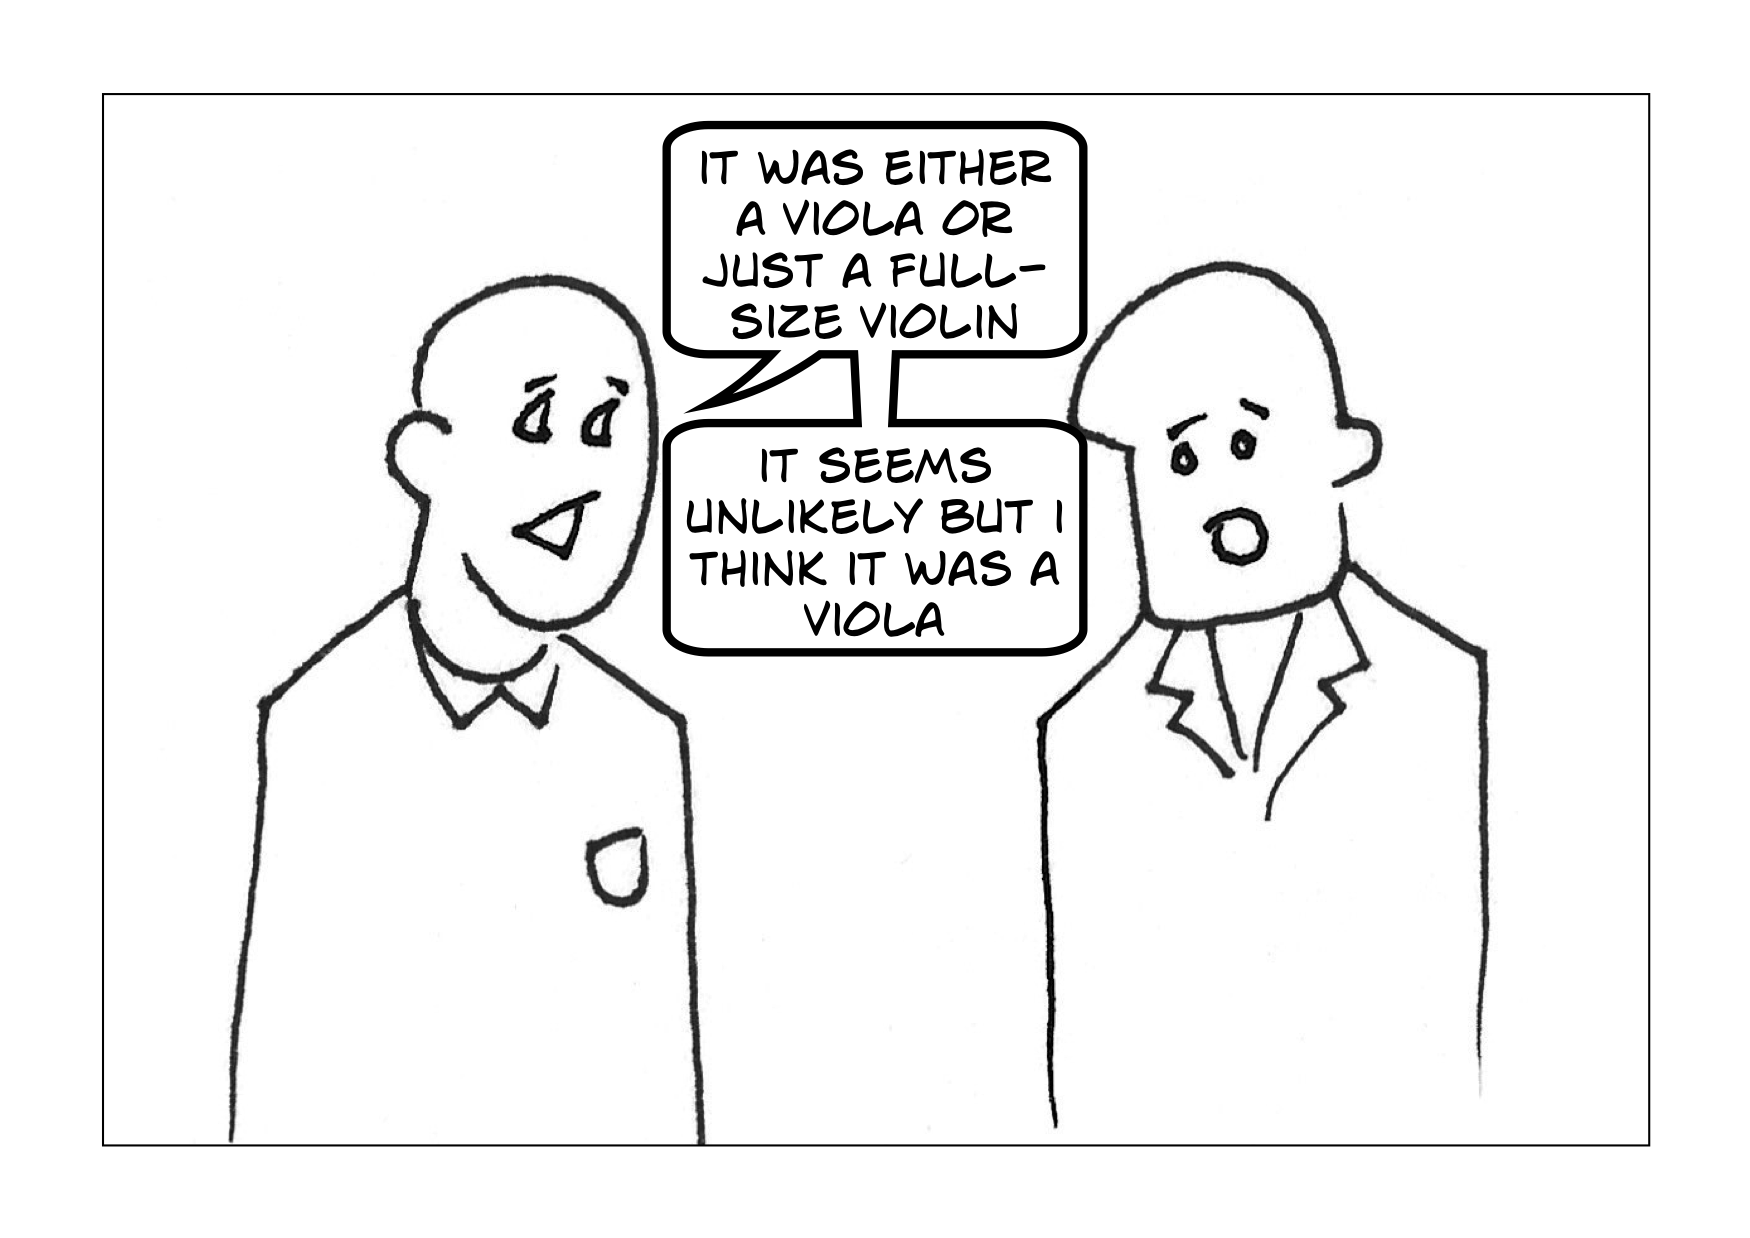 IT WAS EITHER
A VIOLA OR
JUST A FULL-
SIZE VIOLIN
IT SEEMS
UNLIKELY BUT I
THINK IT WAS A
VIOLA